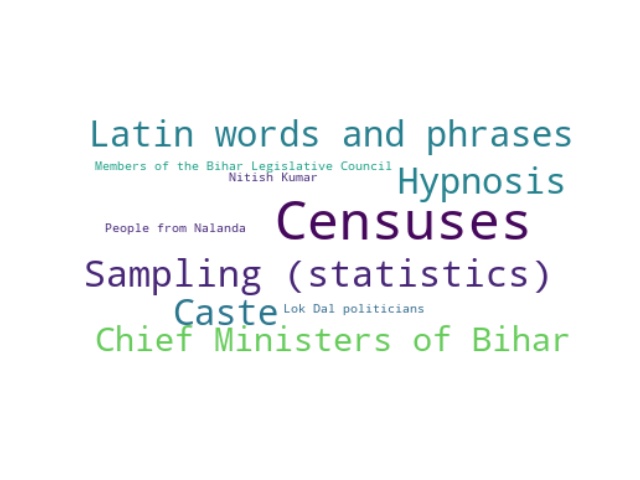 Latin words and phrases
Members of the Bihar Legislative Council
Nitish Kumar
Hypnosis
People from Nalanda
Censuses
Sampling (statistics)
Caste
Lok Dal politicians
Chief Ministers of Bihar